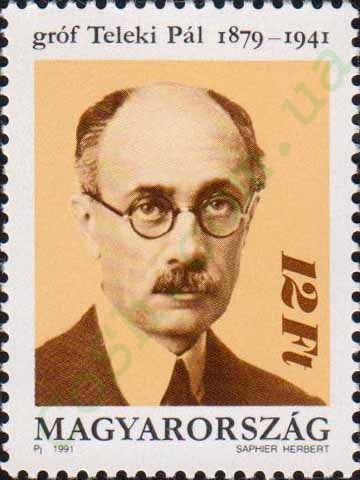 gróf Teleki Pál 1879–1941
12 Ft
MAGYARORSZÁG
Pj 1991 SAPHIER HERBERT